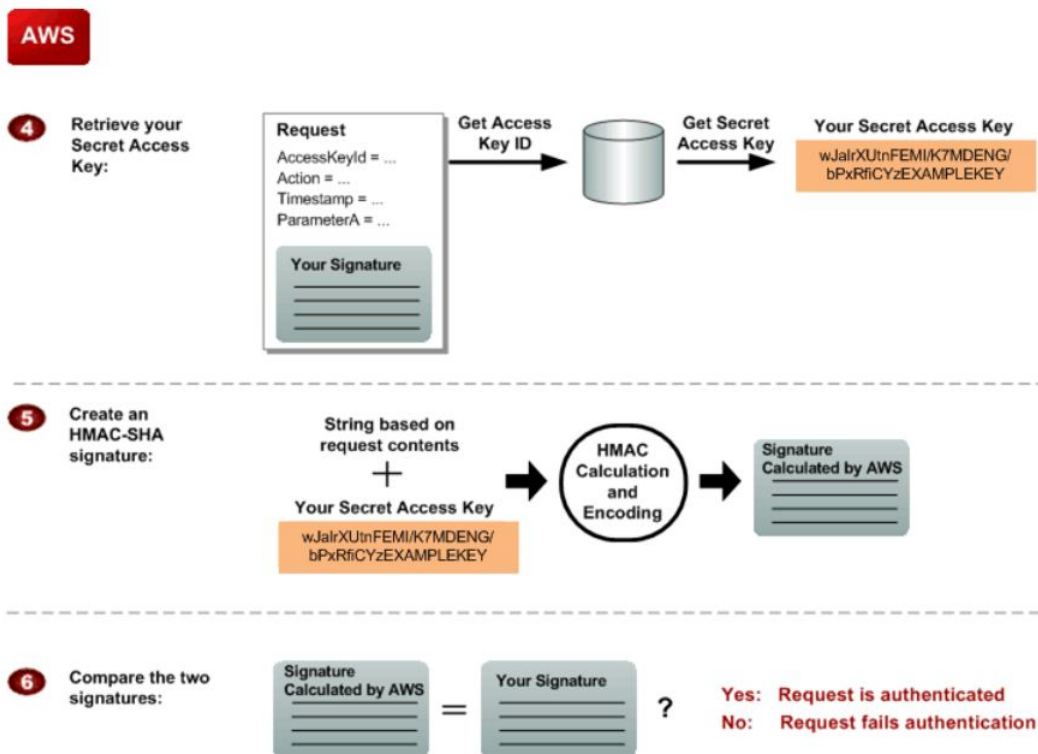 AWS
4
Retrieve your
Secret Access
Key:
Request
AccessKeyId = ...
Action = ...
Timestamp = ...
ParameterA = ...
Your Signature
Get Access
Key ID
Get Secret
Access Key
Your Secret Access Key
wJalrXUtnFEMI/K7MDENG/
bPxRfiCYzEXAMPLEKEY
5
Create an
HMAC-SHA
signature:
String based on
request contents
+
Your Secret Access Key
wJalrXUtnFEMI/K7MDENG/
bPxRfiCYzEXAMPLEKEY
HMAC
Calculation
and
Encoding
Signature
Calculated by AWS
6
Compare the two
signatures:
Signature
Calculated by AWS
=
Your Signature
?
Yes: Request is authenticated
No: Request fails authentication